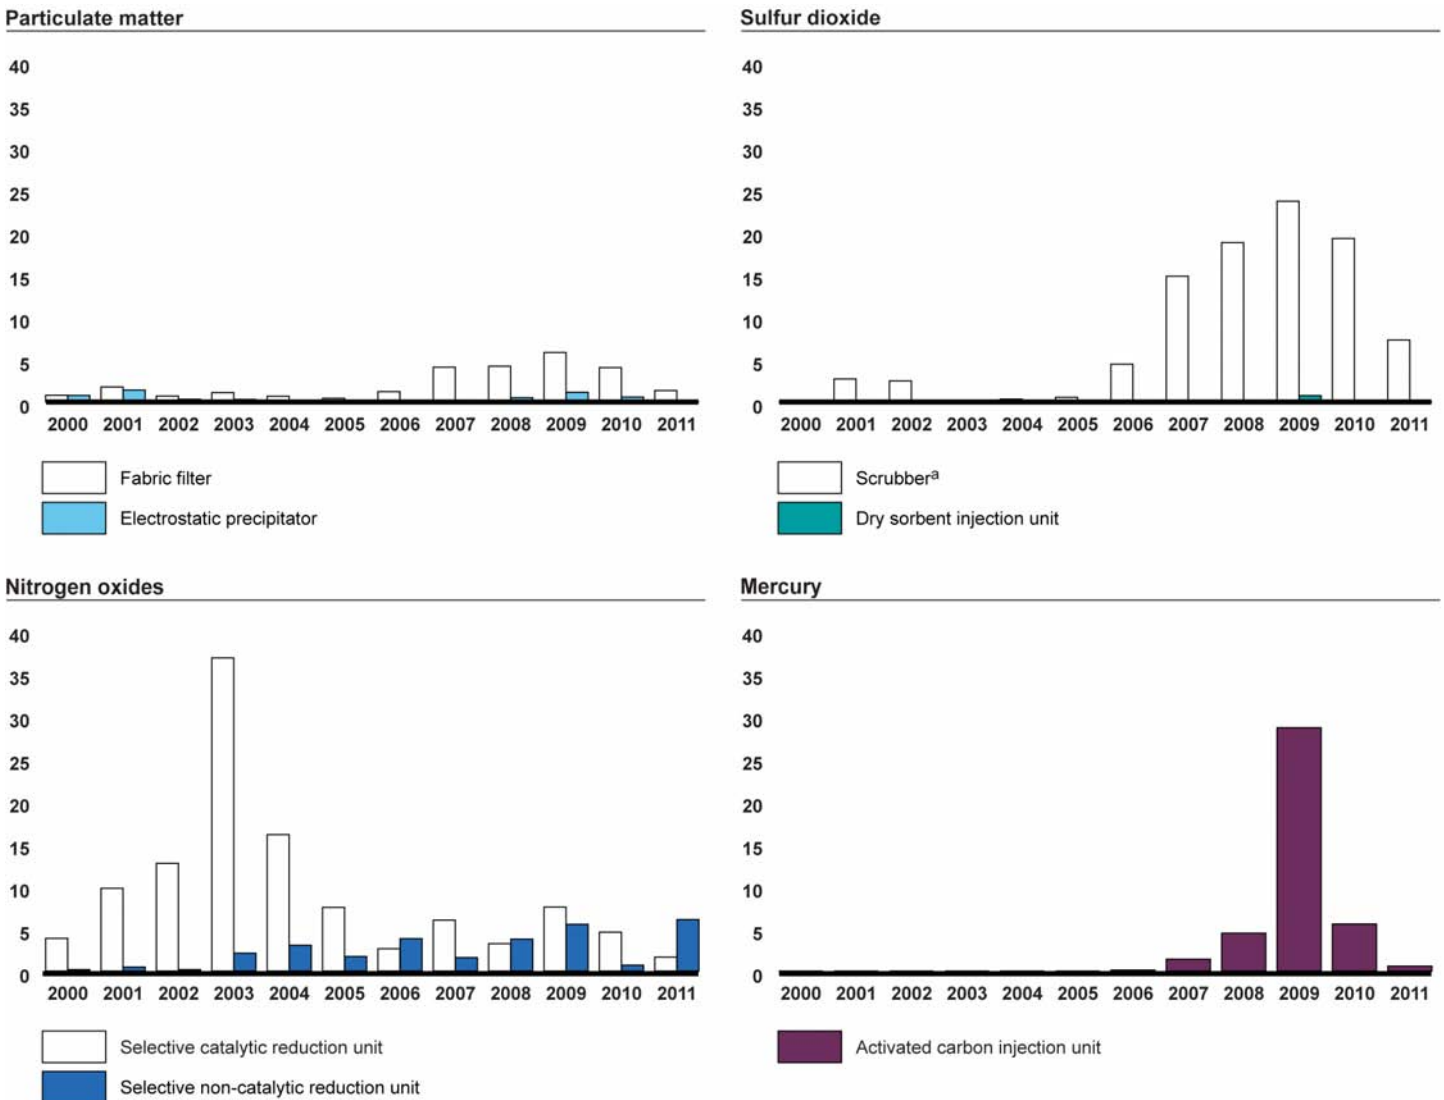 Particulate matter
40
35
30
25
20
15
10
5
0
2000 2001 2002 2003 2004 2005 2006 2007 2008 2009 2010 2011
Fabric filter
Electrostatic precipitator
Sulfur dioxide
40
35
30
25
20
15
10
5
0
2000 2001 2002 2003 2004 2005 2006 2007 2008 2009 2010 2011
Scrubberᵃ
Dry sorbent injection unit
Nitrogen oxides
40
35
30
25
20
15
10
5
0
2000 2001 2002 2003 2004 2005 2006 2007 2008 2009 2010 2011
Selective catalytic reduction unit
Selective non-catalytic reduction unit
Mercury
40
35
30
25
20
15
10
5
0
2000 2001 2002 2003 2004 2005 2006 2007 2008 2009 2010 2011
Activated carbon injection unit